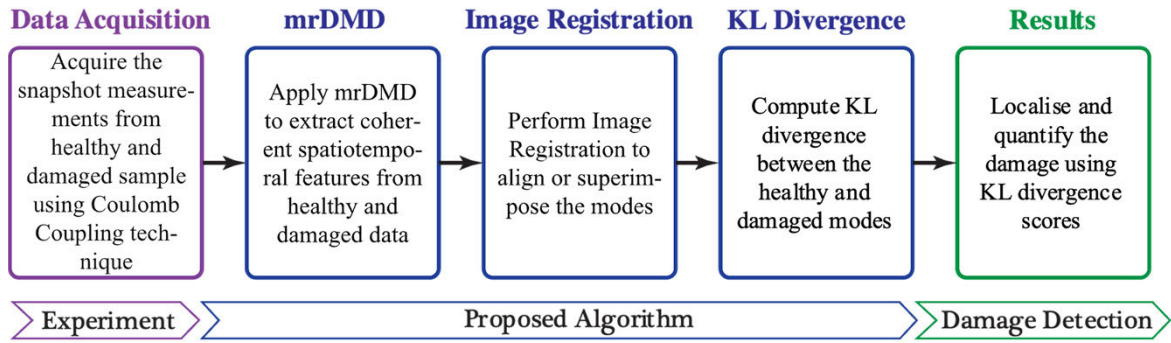 Data Acquisition
mrDMD
Image Registration
KL Divergence
Results
Acquire the
snapshot measure-
ments from
healthy and
damaged sample
using Coulomb
Coupling tech-
nique
Apply mrDMD
to extract coher-
ent spatiotempo-
ral features from
healthy and
damaged data
Perform Image
Registration to
align or superim-
pose the modes
Compute KL
divergence
between the
healthy and
damaged modes
Localise and
quantify the
damage using
KL divergence
scores
Experiment
Proposed Algorithm
Damage Detection